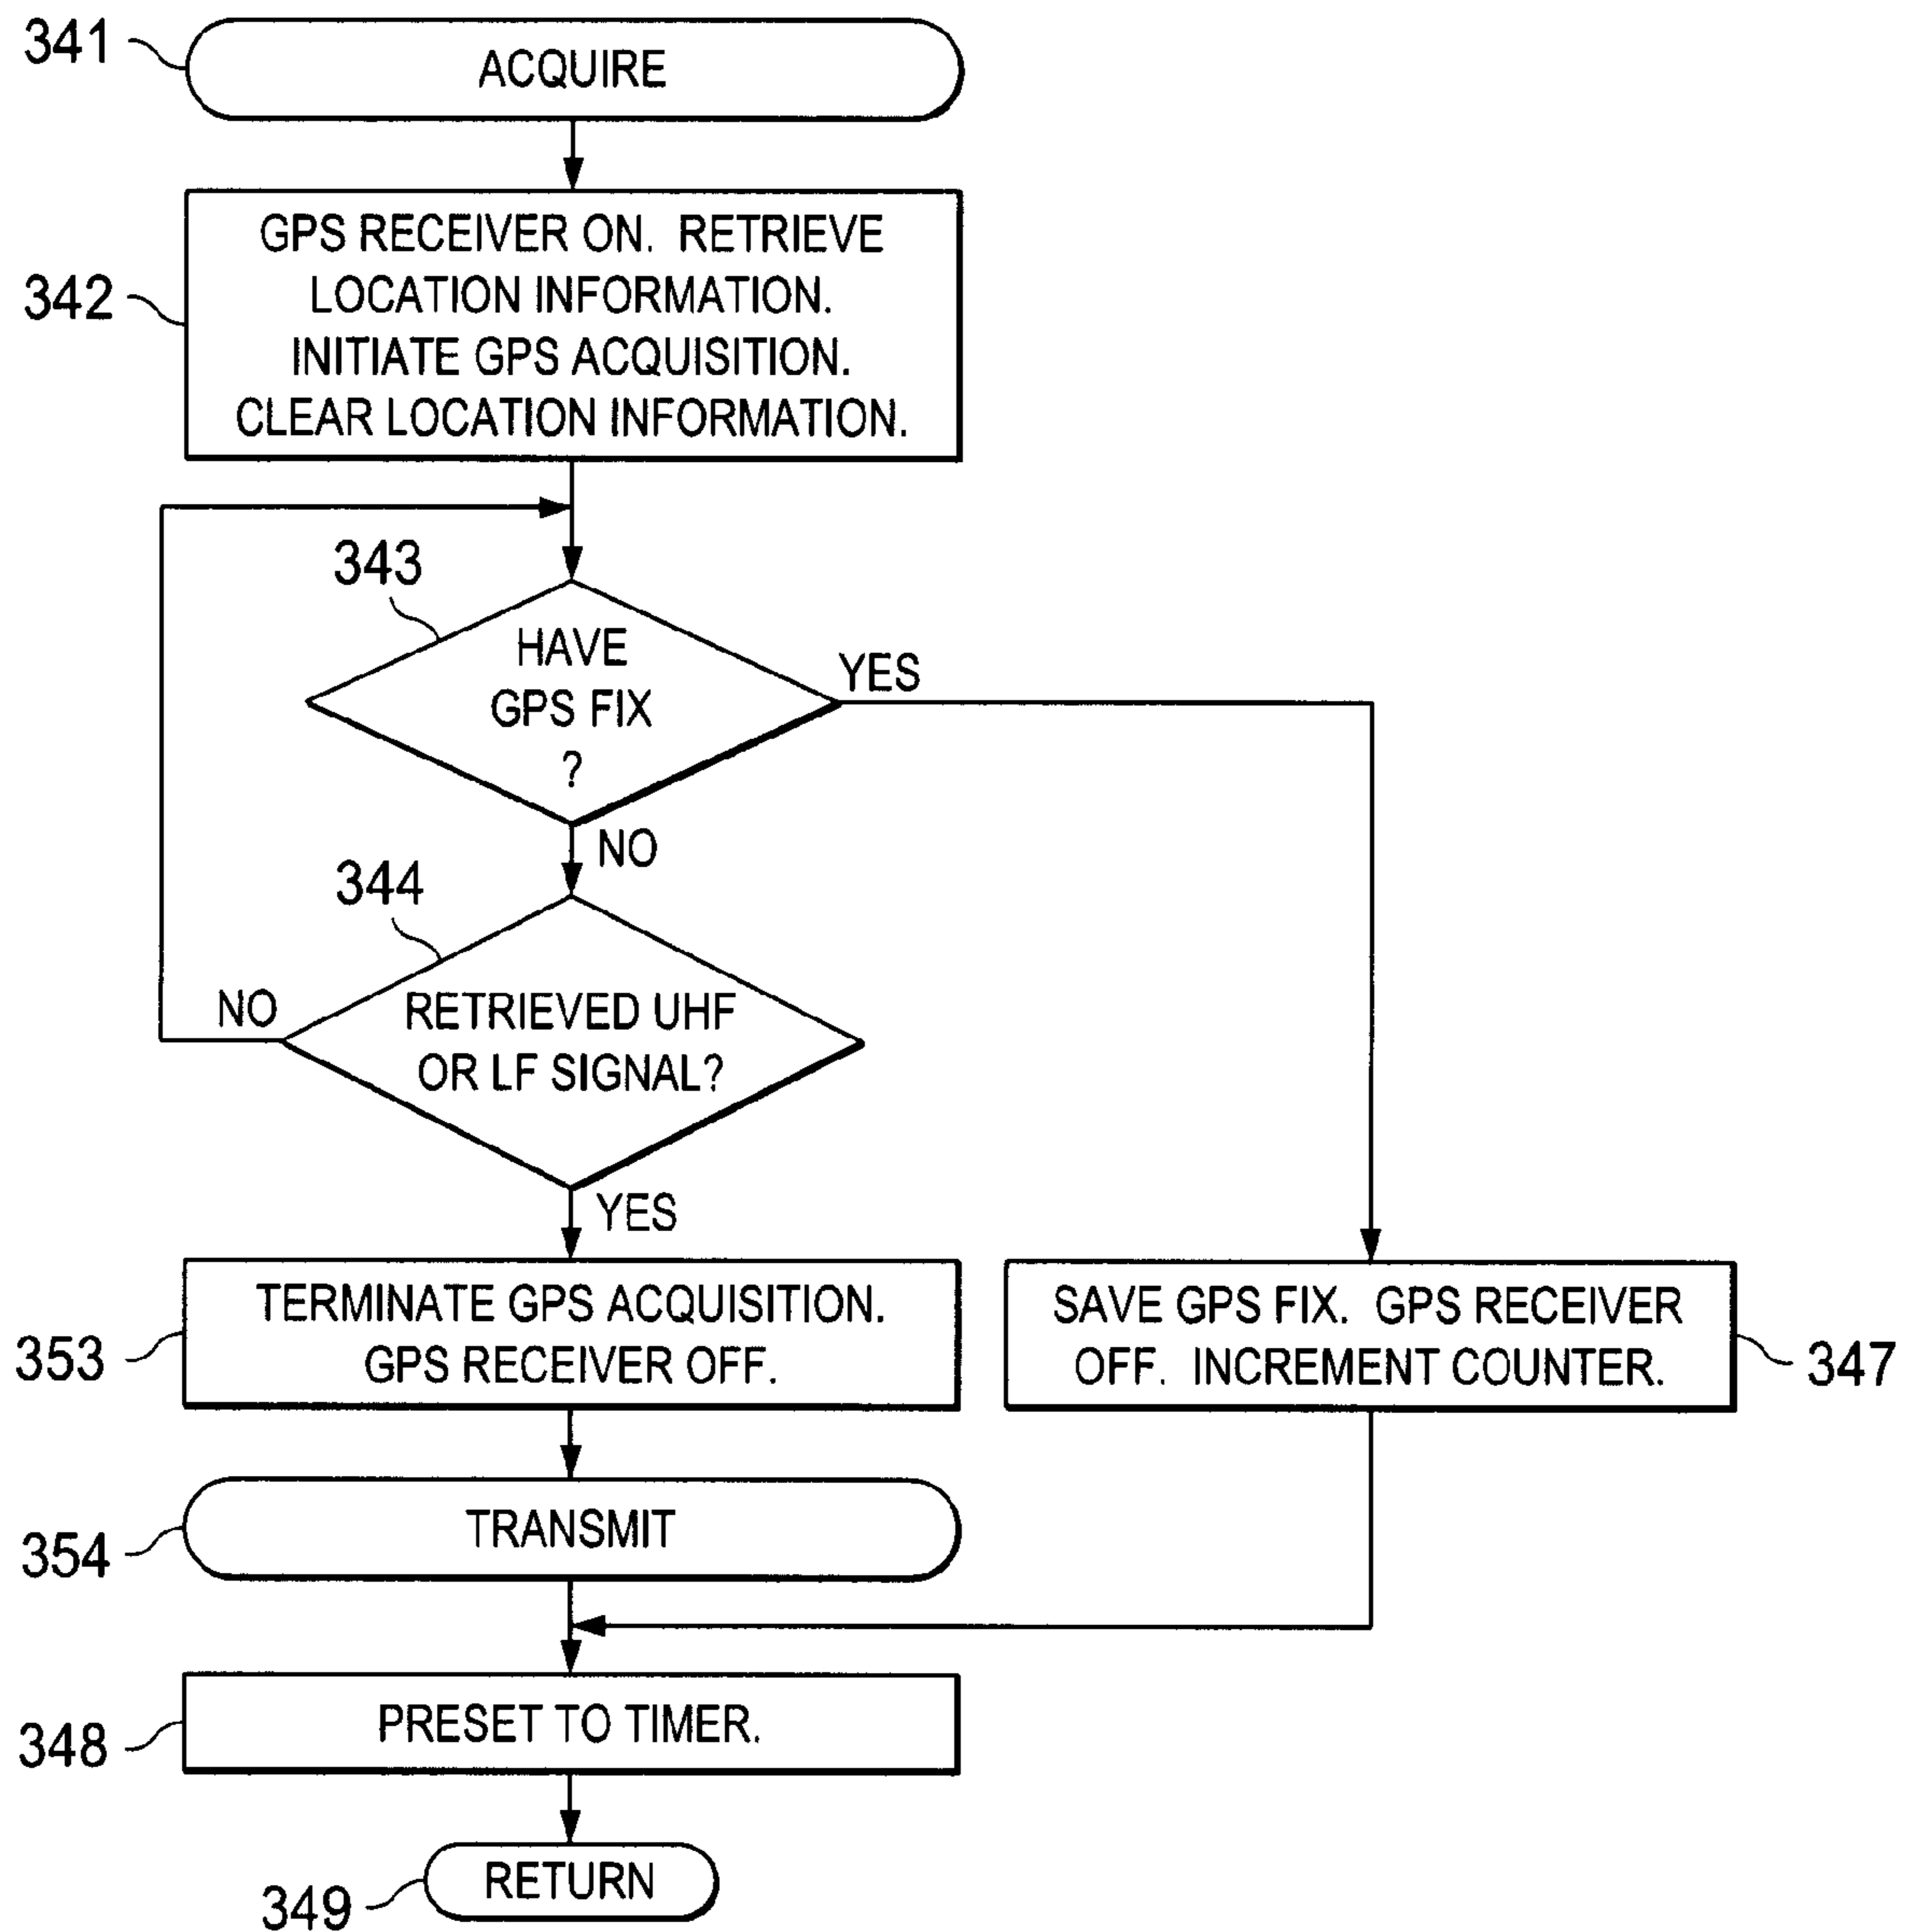 341
ACQUIRE
342
GPS RECEIVER ON. RETRIEVE
LOCATION INFORMATION.
INITIATE GPS ACQUISITION.
CLEAR LOCATION INFORMATION.
343
HAVE
GPS FIX
?
YES
NO
344
RETRIEVED UHF
OR LF SIGNAL?
NO
YES
353
TERMINATE GPS ACQUISITION.
GPS RECEIVER OFF.
SAVE GPS FIX. GPS RECEIVER
OFF. INCREMENT COUNTER.
347
354
TRANSMIT
348
PRESET TO TIMER.
349
RETURN